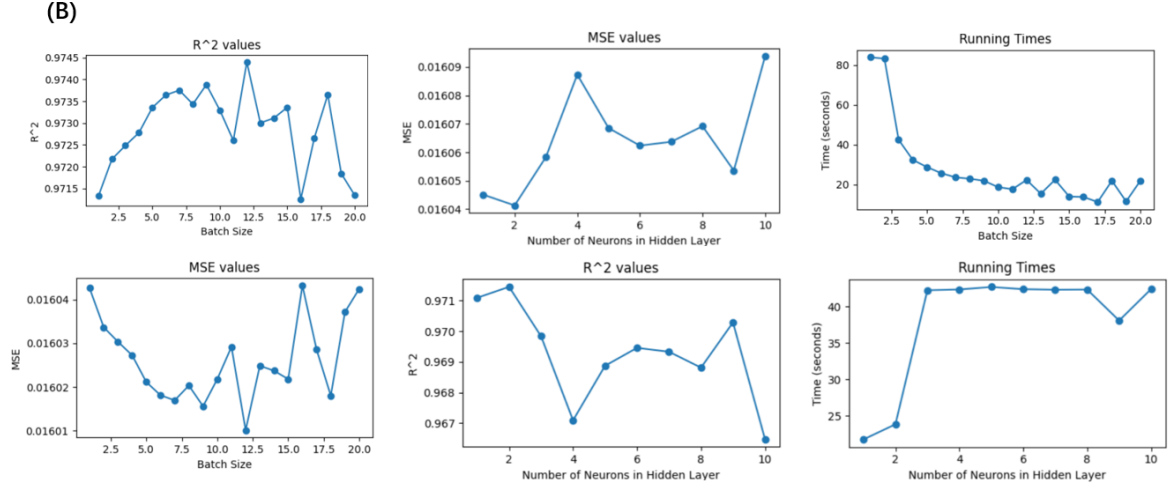 (B)
R^2 values
0.9745
0.9740
0.9735
0.9730
0.9725
0.9720
0.9715
R^2
2.5 5.0 7.5 10.0 12.5 15.0 17.5 20.0
Batch Size
MSE values
0.01609
0.01608
0.01607
0.01606
0.01605
0.01604
MSE
2 4 6 8 10
Number of Neurons in Hidden Layer
Running Times
80
60
40
20
Time (seconds)
2.5 5.0 7.5 10.0 12.5 15.0 17.5 20.0
Batch Size
MSE values
0.01604
0.01603
0.01602
0.01601
MSE
2.5 5.0 7.5 10.0 12.5 15.0 17.5 20.0
Batch Size
R^2 values
0.971
0.970
0.969
0.968
0.967
R^2
2 4 6 8 10
Number of Neurons in Hidden Layer
Running Times
40
35
30
25
Time (seconds)
2 4 6 8 10
Number of Neurons in Hidden Layer